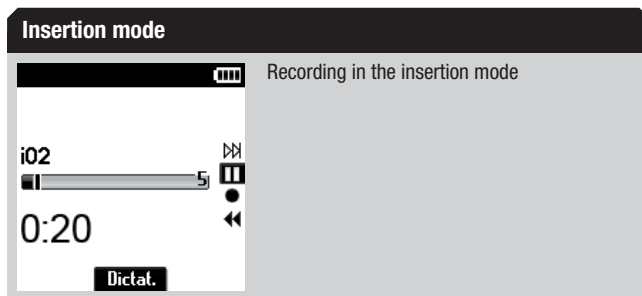 Insertion mode
Recording in the insertion mode
i02
5
0:20
Dictat.